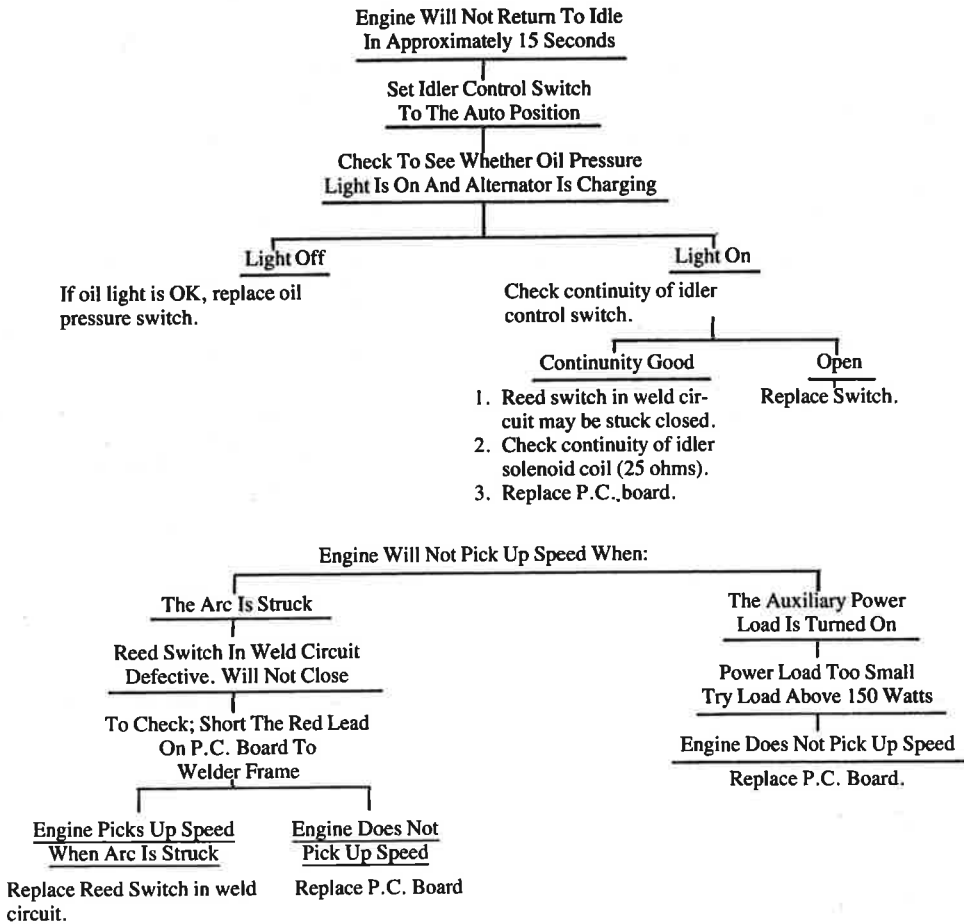 Engine Will Not Return To Idle
In Approximately 15 Seconds
Set Idler Control Switch
To The Auto Position
Check To See Whether Oil Pressure
Light Is On And Alternator Is Charging
Light Off
If oil light is OK, replace oil
pressure switch.
Light On
Check continuity of idler
control switch.
Continunity Good
1. Reed switch in weld cir-
cuit may be stuck closed.
2. Check continuity of idler
solenoid coil (25 ohms).
3. Replace P.C. board.
Open
Replace Switch.
Engine Will Not Pick Up Speed When:
The Arc Is Struck
Reed Switch In Weld Circuit
Defective. Will Not Close
To Check; Short The Red Lead
On P.C. Board To
Welder Frame
Engine Picks Up Speed
When Arc Is Struck
Replace Reed Switch in weld
circuit.
Engine Does Not
Pick Up Speed
Replace P.C. Board
The Auxiliary Power
Load Is Turned On
Power Load Too Small
Try Load Above 150 Watts
Engine Does Not Pick Up Speed
Replace P.C. Board.